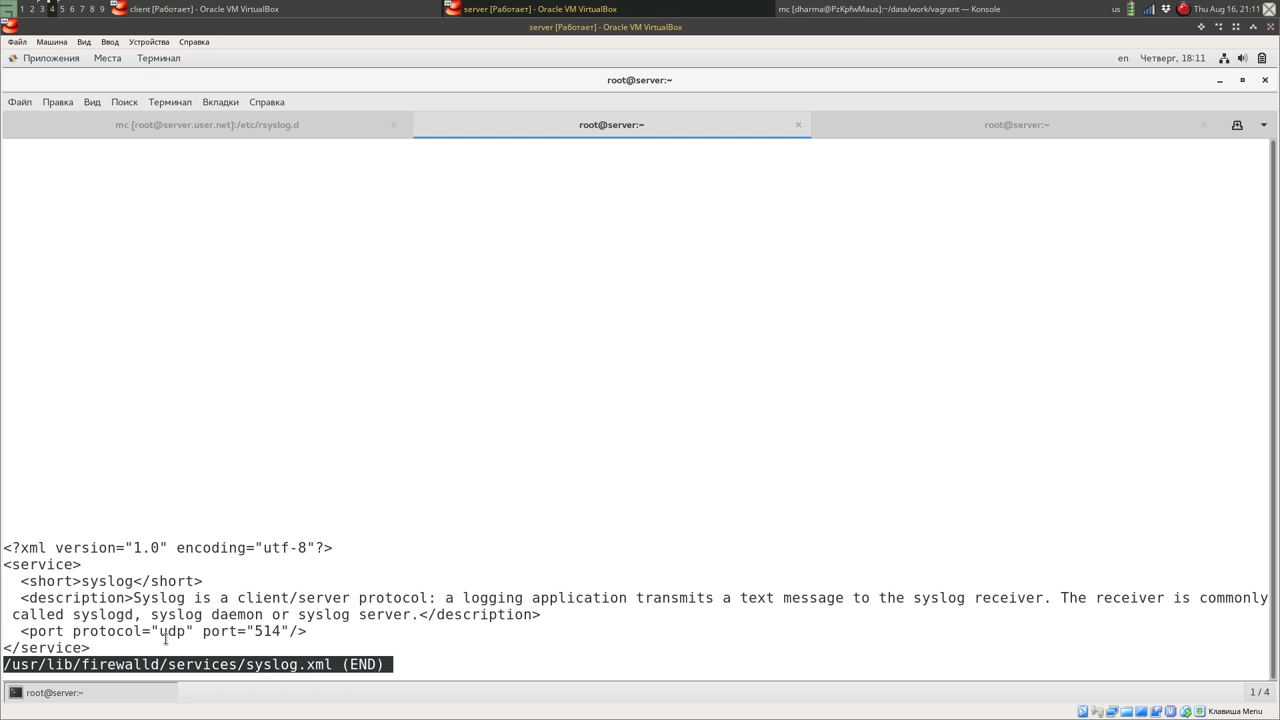 1 2 3 4 5 6 7 8 9 client [Работает] - Oracle VM VirtualBox server [Работает] - Oracle VM VirtualBox mc [dharma@PzKpfwMaus]:~/data/work/vagrant — Konsole us Thu Aug 16, 21:11
server [Работает] - Oracle VM VirtualBox
Файл Машина Вид Ввод Устройства Справка
Приложения Места Терминал en Четверг, 18:11
root@server:~
Файл Правка Вид Поиск Терминал Вкладки Справка
mc [root@server.user.net]:/etc/rsyslog.d root@server:~ root@server:~
<?xml version="1.0" encoding="utf-8"?>
<service>
  <short>syslog</short>
  <description>Syslog is a client/server protocol: a logging application transmits a text message to the syslog receiver. The receiver is commonly
 called syslogd, syslog daemon or syslog server.</description>
  <port protocol="udp" port="514"/>
</service>
/usr/lib/firewalld/services/syslog.xml (END)
root@server:~ 1 / 4
Клавиша Menu